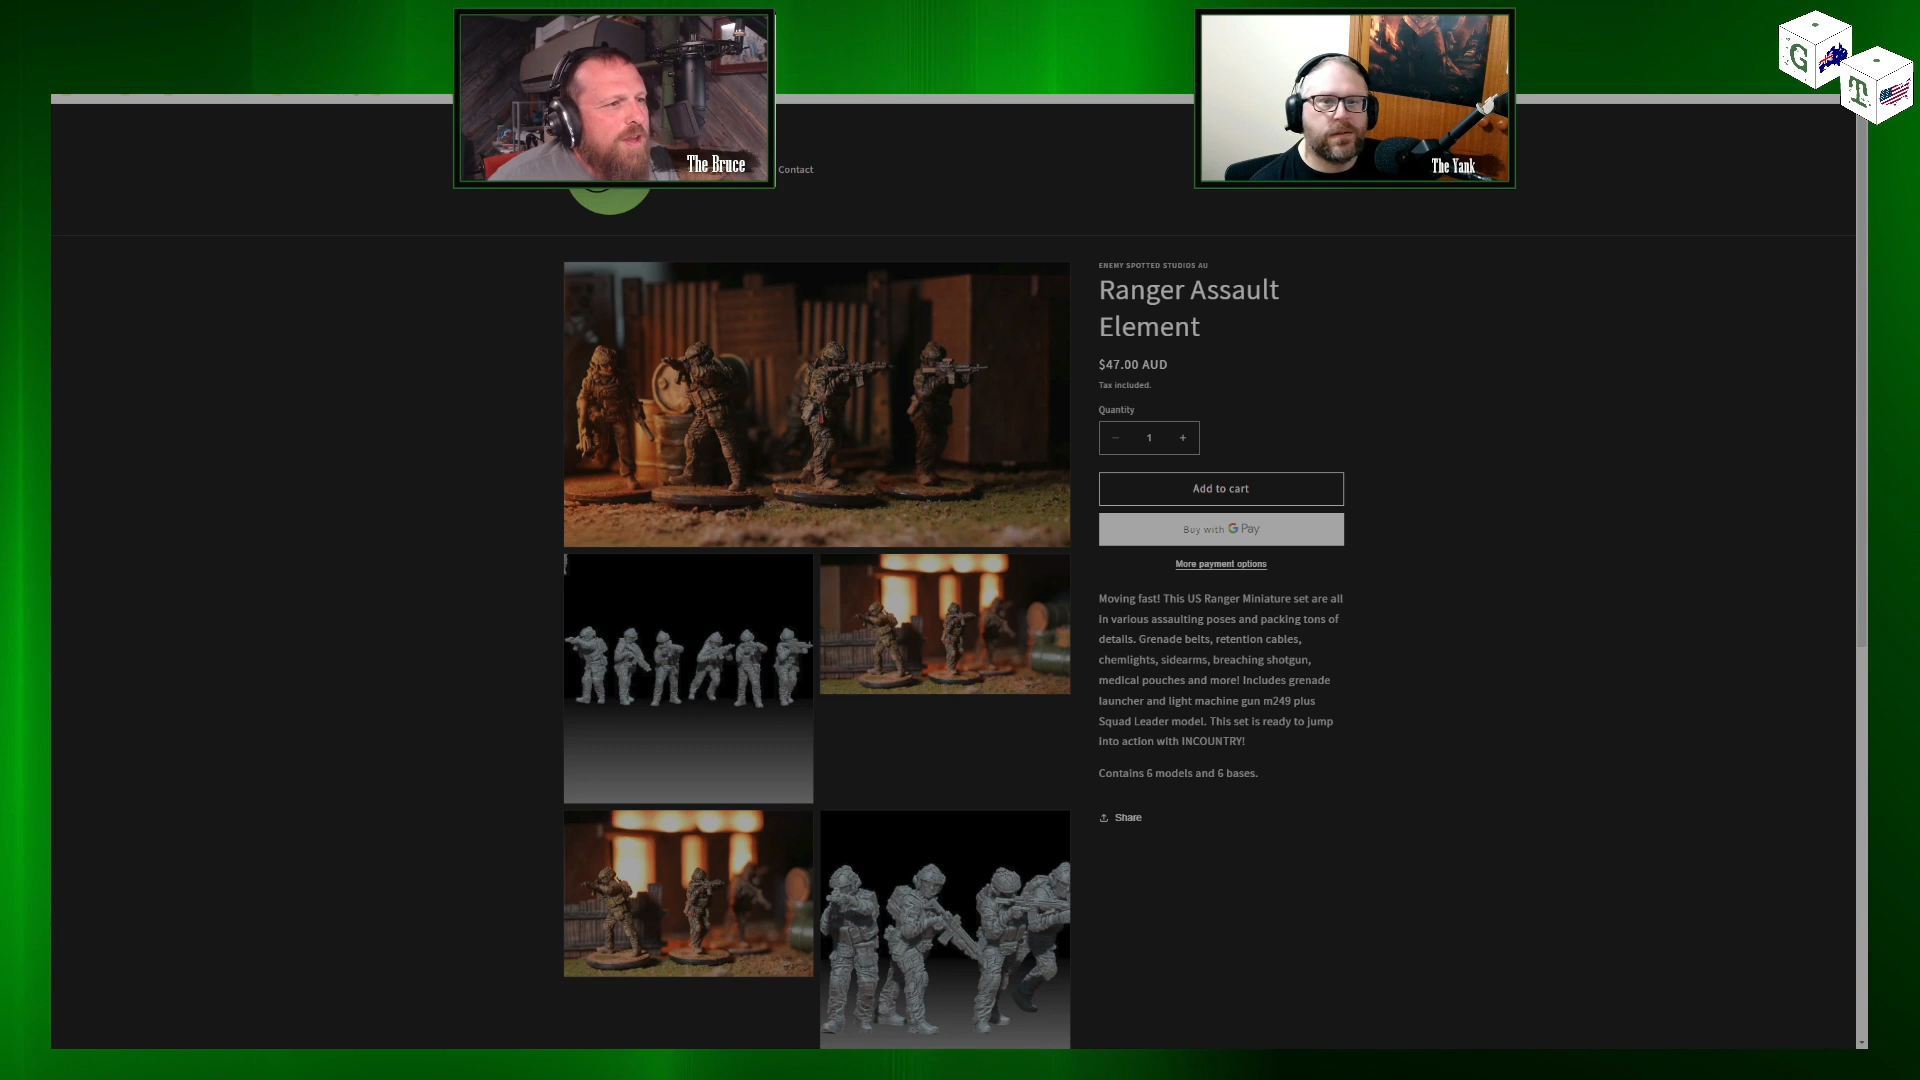 The Bruce
The Yank
G
T
Contact
ENEMY SPOTTED STUDIOS AU
Ranger Assault
Element
$47.00 AUD
Tax included.
Quantity
− 1 +
Add to cart
Buy with G Pay
More payment options
Moving fast! This US Ranger Miniature set are all
in various assaulting poses and packing tons of
details. Grenade belts, retention cables,
chemlights, sidearms, breaching shotgun,
medical pouches and more! Includes grenade
launcher and light machine gun m249 plus
Squad Leader model. This set is ready to jump
into action with INCOUNTRY!
Contains 6 models and 6 bases.
Share